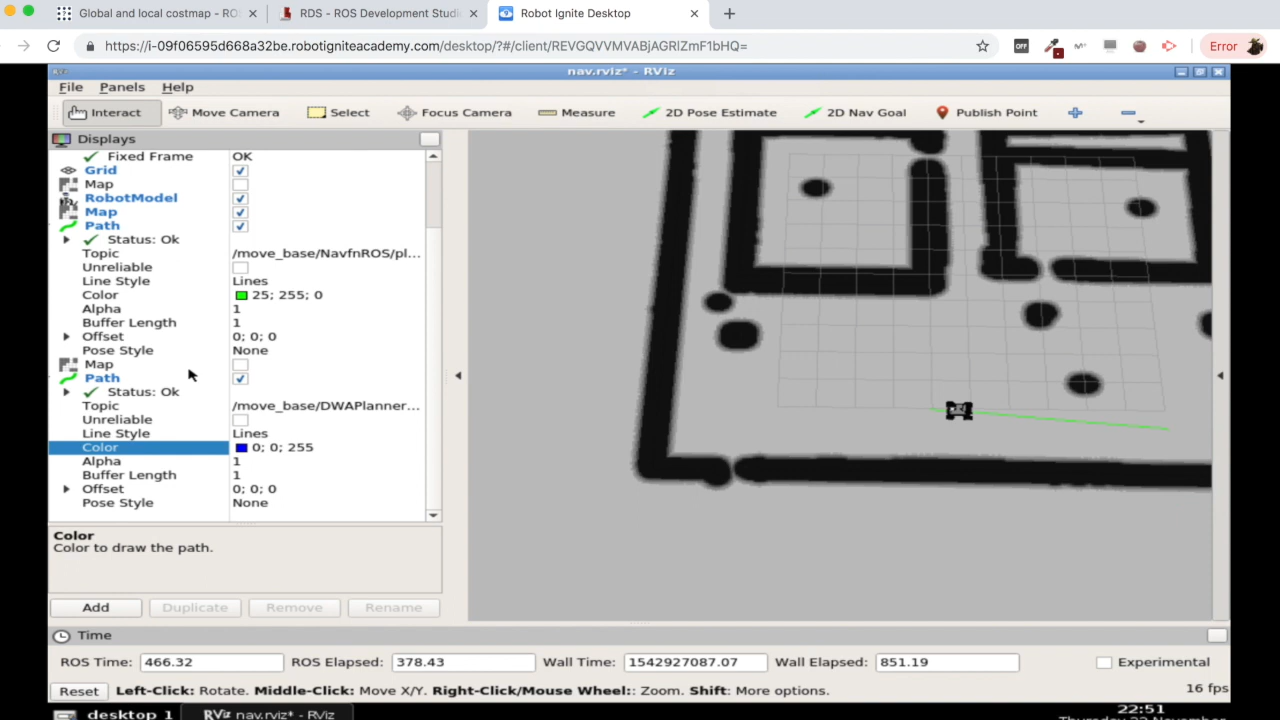 Global and local costmap - RO
RDS - ROS Development Studi
Robot Ignite Desktop
https://i-09f06595d668a32be.robotigniteacademy.com/desktop/?#/client/REVGQVVMVABjAGRlZmF1bHQ=
OFF
Error
nav.rviz* - RViz
File Panels Help
Interact Move Camera Select Focus Camera Measure 2D Pose Estimate 2D Nav Goal Publish Point
Displays
Fixed Frame OK
Grid
Map
RobotModel
Map
Path
Status: Ok
Topic /move_base/NavfnROS/pl...
Unreliable
Line Style Lines
Color 25; 255; 0
Alpha 1
Buffer Length 1
Offset 0; 0; 0
Pose Style None
Map
Path
Status: Ok
Topic /move_base/DWAPlanner...
Unreliable
Line Style Lines
Color 0; 0; 255
Alpha 1
Buffer Length 1
Offset 0; 0; 0
Pose Style None
Color
Color to draw the path.
Add Duplicate Remove Rename
Time
ROS Time: 466.32 ROS Elapsed: 378.43 Wall Time: 1542927087.07 Wall Elapsed: 851.19 Experimental
Reset Left-Click: Rotate. Middle-Click: Move X/Y. Right-Click/Mouse Wheel:: Zoom. Shift: More options. 16 fps
desktop 1 RViz nav.rviz* - RViz 22:51
Thursday 22 November